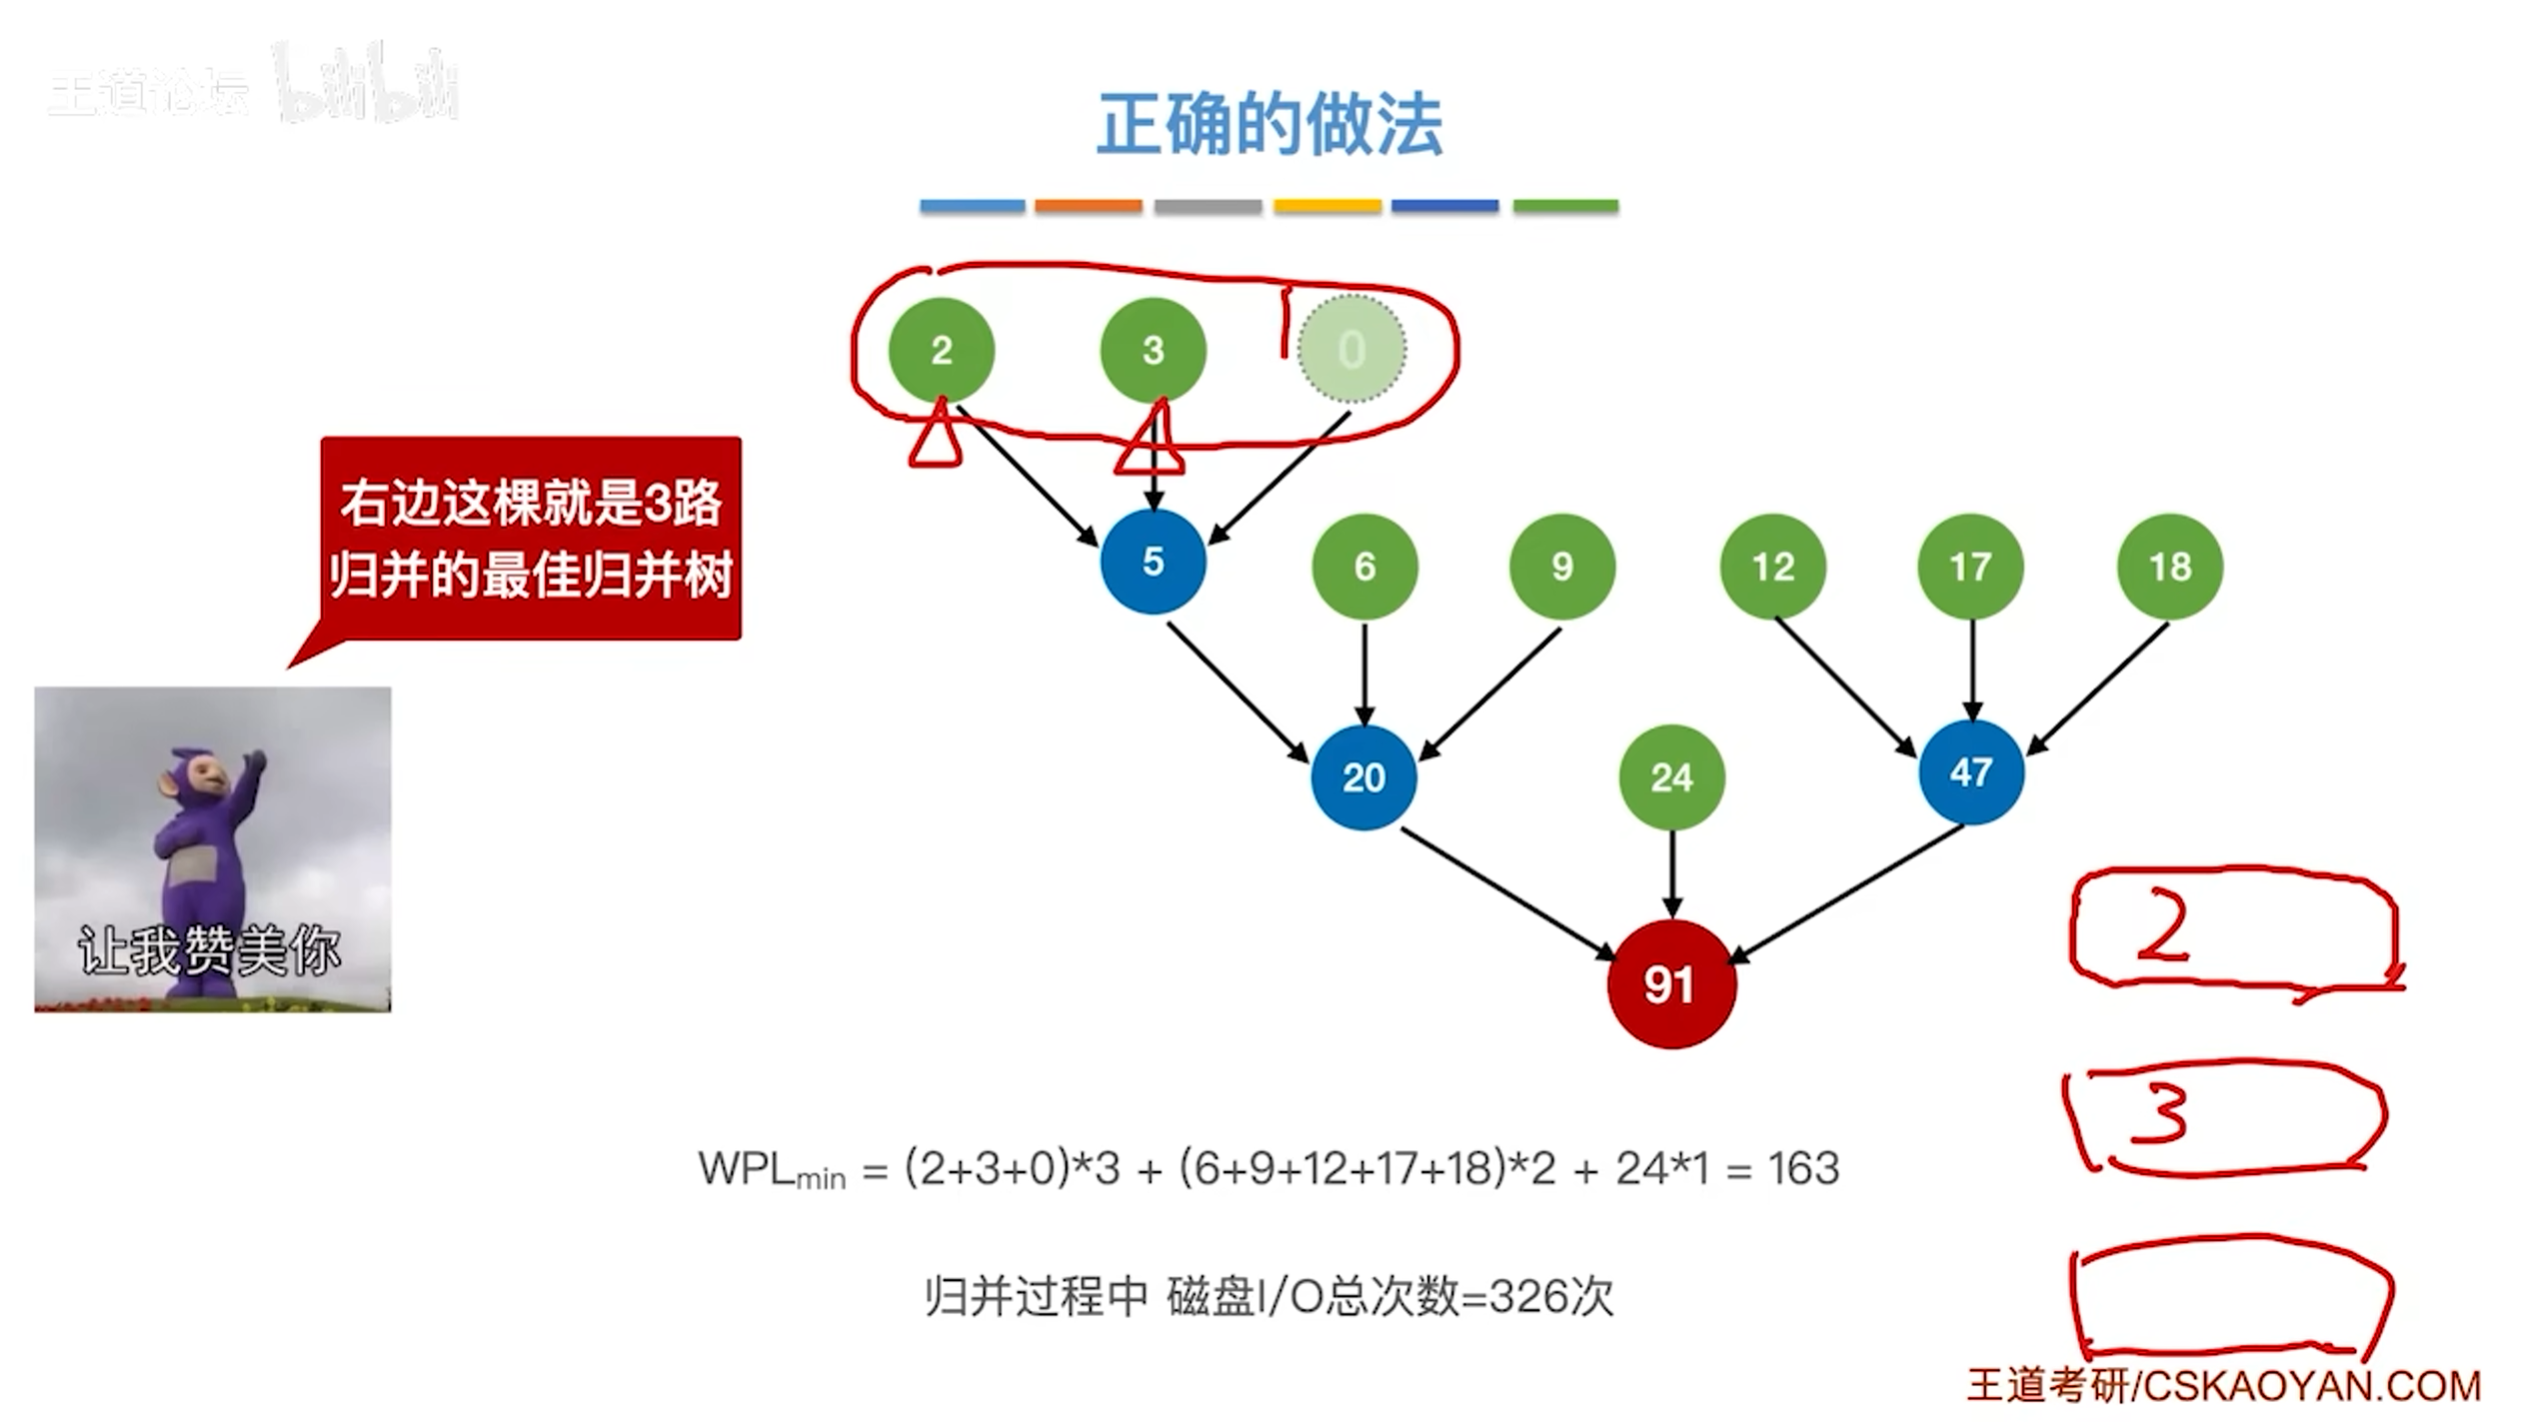 王道论坛 bilibili
正确的做法
2 3 0
右边这棵就是3路
归并的最佳归并树
5 6 9 12 17 18
20 24 47
让我赞美你
91
2
3
WPLmin = (2+3+0)*3 + (6+9+12+17+18)*2 + 24*1 = 163
归并过程中 磁盘I/O总次数=326次
王道考研/CSKAOYAN.COM